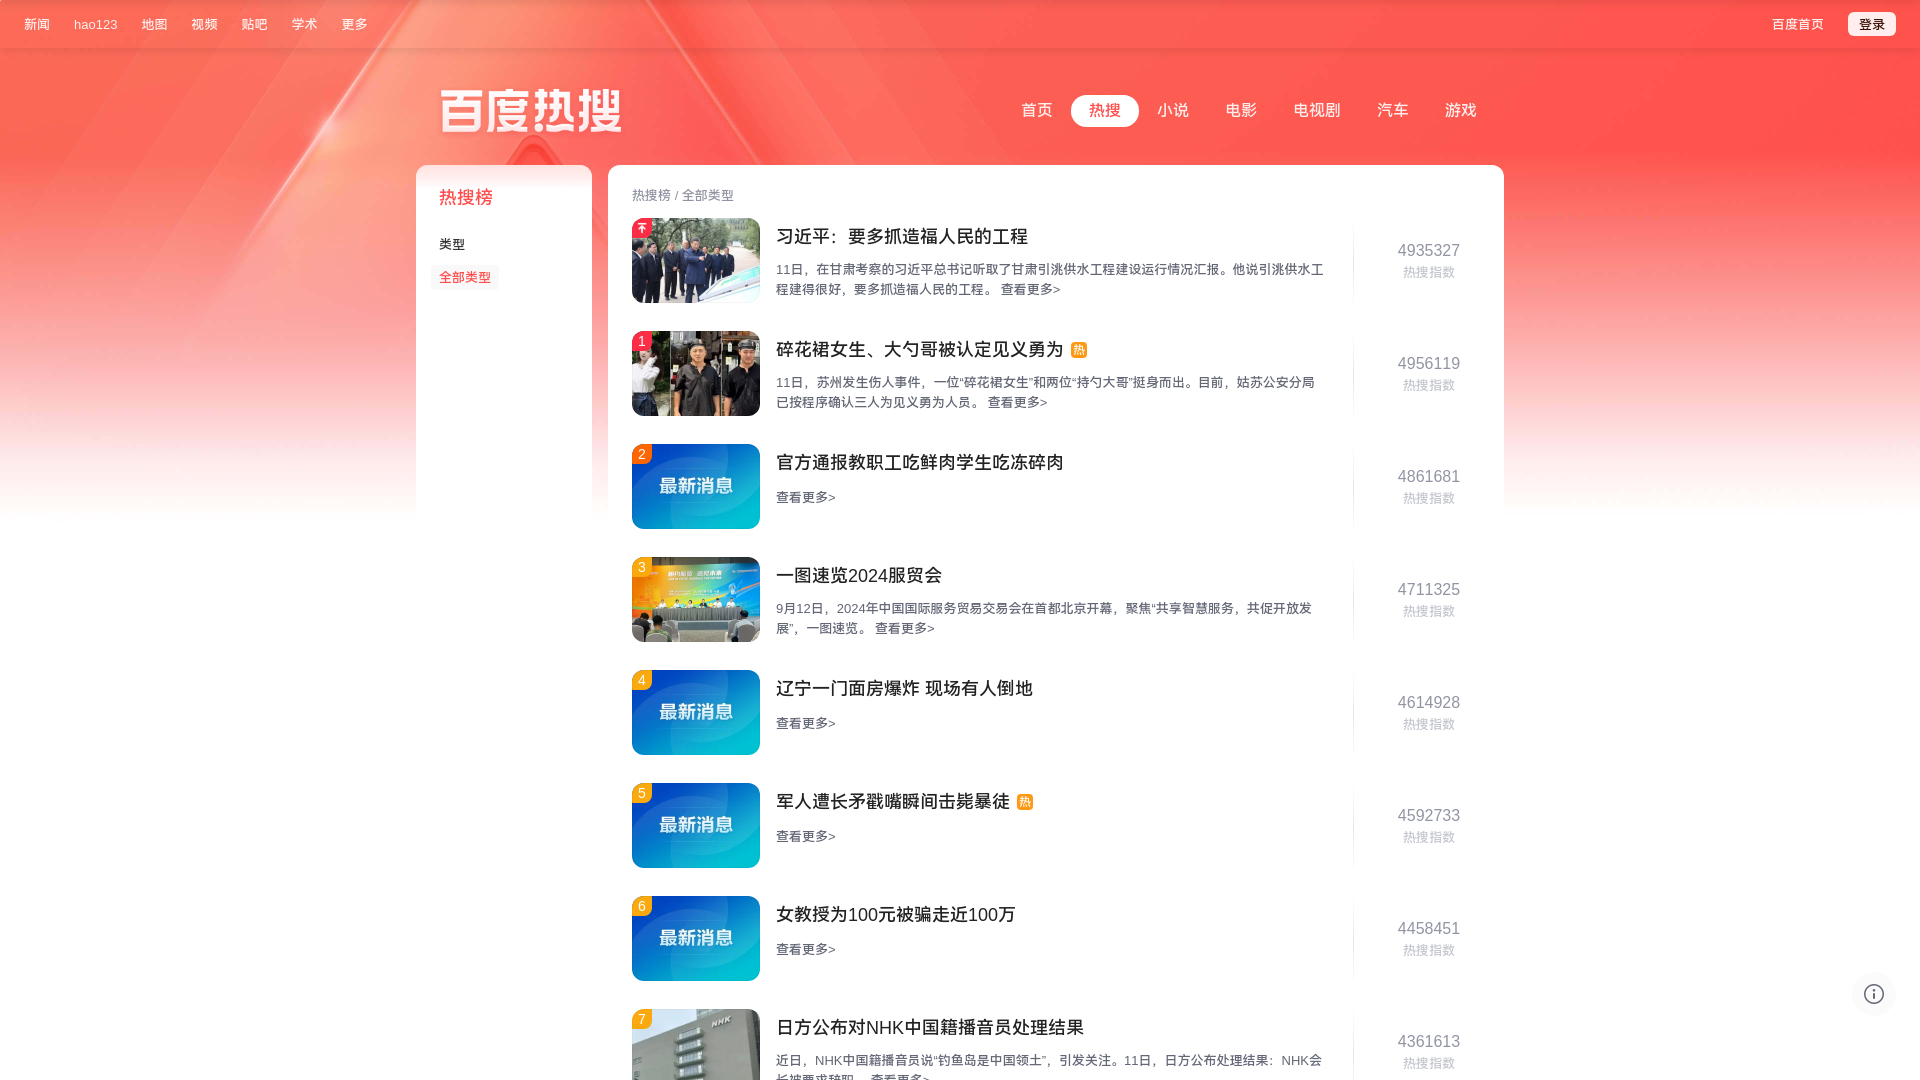 新闻 hao123 地图 视频 贴吧 学术 更多 百度首页 登录
百度热搜
首页 热搜 小说 电影 电视剧 汽车 游戏
热搜榜
类型
全部类型
热搜榜 / 全部类型
习近平：要多抓造福人民的工程
11日，在甘肃考察的习近平总书记听取了甘肃引洮供水工程建设运行情况汇报。他说引洮供水工
程建得很好，要多抓造福人民的工程。 查看更多>
4935327
热搜指数
1
碎花裙女生、大勺哥被认定见义勇为 热
11日，苏州发生伤人事件，一位“碎花裙女生”和两位“持勺大哥”挺身而出。目前，姑苏公安分局
已按程序确认三人为见义勇为人员。 查看更多>
4956119
热搜指数
2
最新消息
官方通报教职工吃鲜肉学生吃冻碎肉
查看更多>
4861681
热搜指数
3
一图速览2024服贸会
9月12日，2024年中国国际服务贸易交易会在首都北京开幕，聚焦“共享智慧服务，共促开放发
展”，一图速览。 查看更多>
4711325
热搜指数
4
最新消息
辽宁一门面房爆炸 现场有人倒地
查看更多>
4614928
热搜指数
5
最新消息
军人遭长矛戳嘴瞬间击毙暴徒 热
查看更多>
4592733
热搜指数
6
最新消息
女教授为100元被骗走近100万
查看更多>
4458451
热搜指数
7
NHK
日方公布对NHK中国籍播音员处理结果
近日，NHK中国籍播音员说“钓鱼岛是中国领土”，引发关注。11日，日方公布处理结果：NHK会
4361613
热搜指数